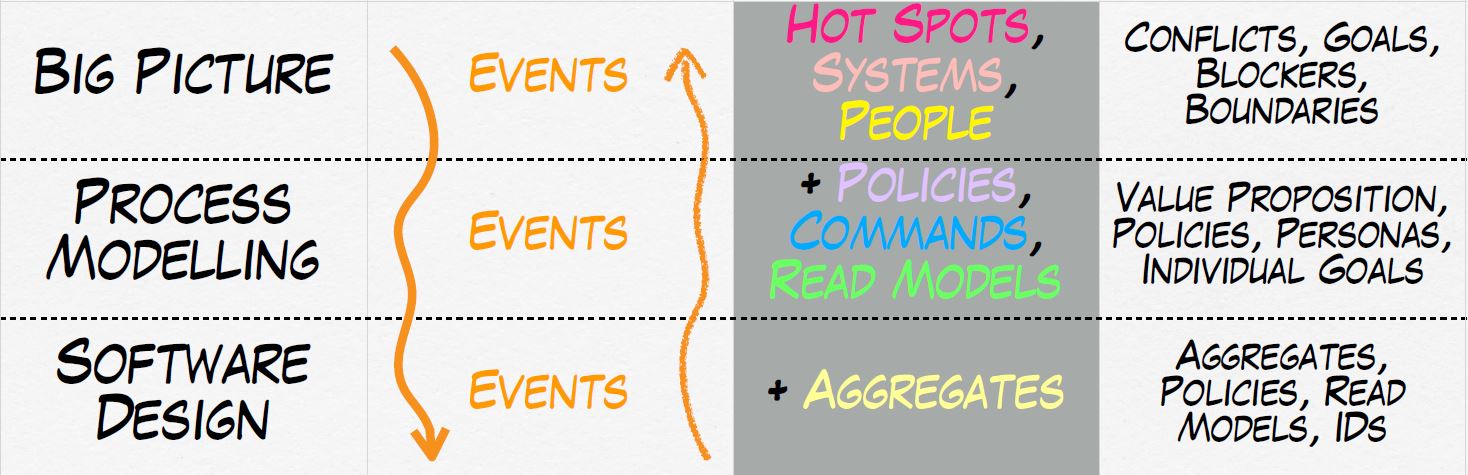 Big Picture
Events
Hot Spots,
Systems,
People
Conflicts, Goals,
Blockers,
Boundaries
Process
Modelling
Events
+ Policies,
Commands,
Read Models
Value Proposition,
Policies, Personas,
Individual Goals
Software
Design
Events
+ Aggregates
Aggregates,
Policies, Read
Models, IDs